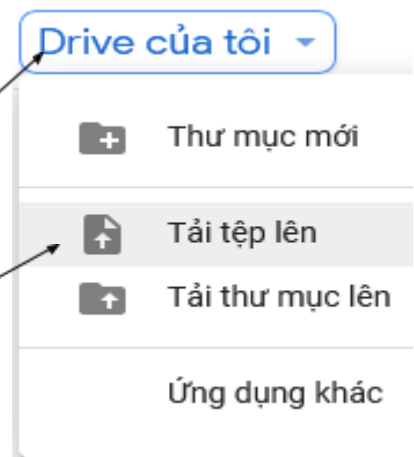 Drive của tôi
Thư mục mới
Tải tệp lên
Tải thư mục lên
Ứng dụng khác